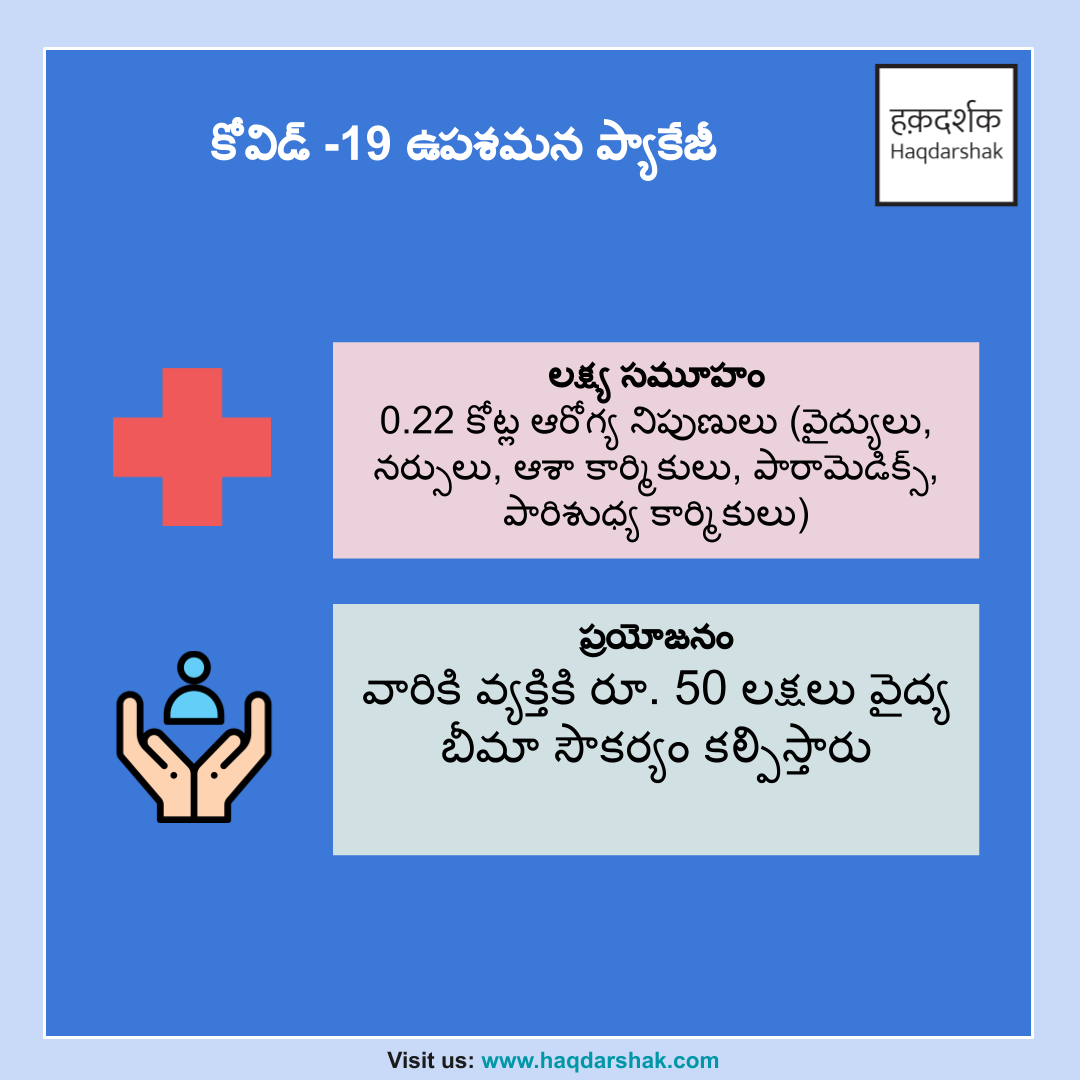 కోవిడ్ -19 ఉపశమన ప్యాకేజీ
हक़दर्शक
Haqdarshak
లక్ష్య సమూహం
0.22 కోట్ల ఆరోగ్య నిపుణులు (వైద్యులు,
నర్సులు, ఆశా కార్మికులు, పారామెడిక్స్,
పారిశుధ్య కార్మికులు)
ప్రయోజనం
వారికి వ్యక్తికి రూ. 50 లక్షలు వైద్య
బీమా సౌకర్యం కల్పిస్తారు
Visit us: www.haqdarshak.com